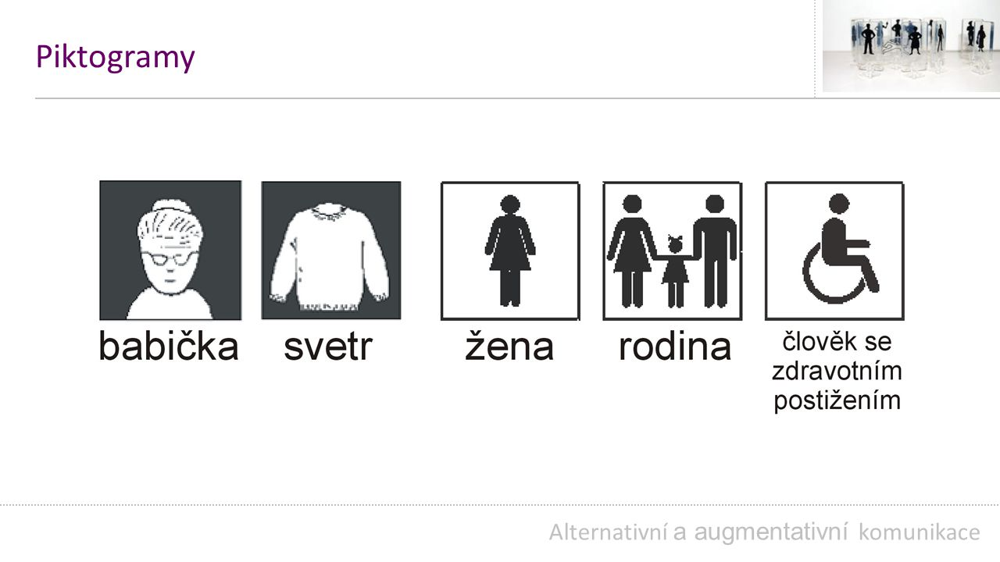 Piktogramy
babička
svetr
žena
rodina
člověk se
zdravotním
postižením
Alternativní a augmentativní komunikace